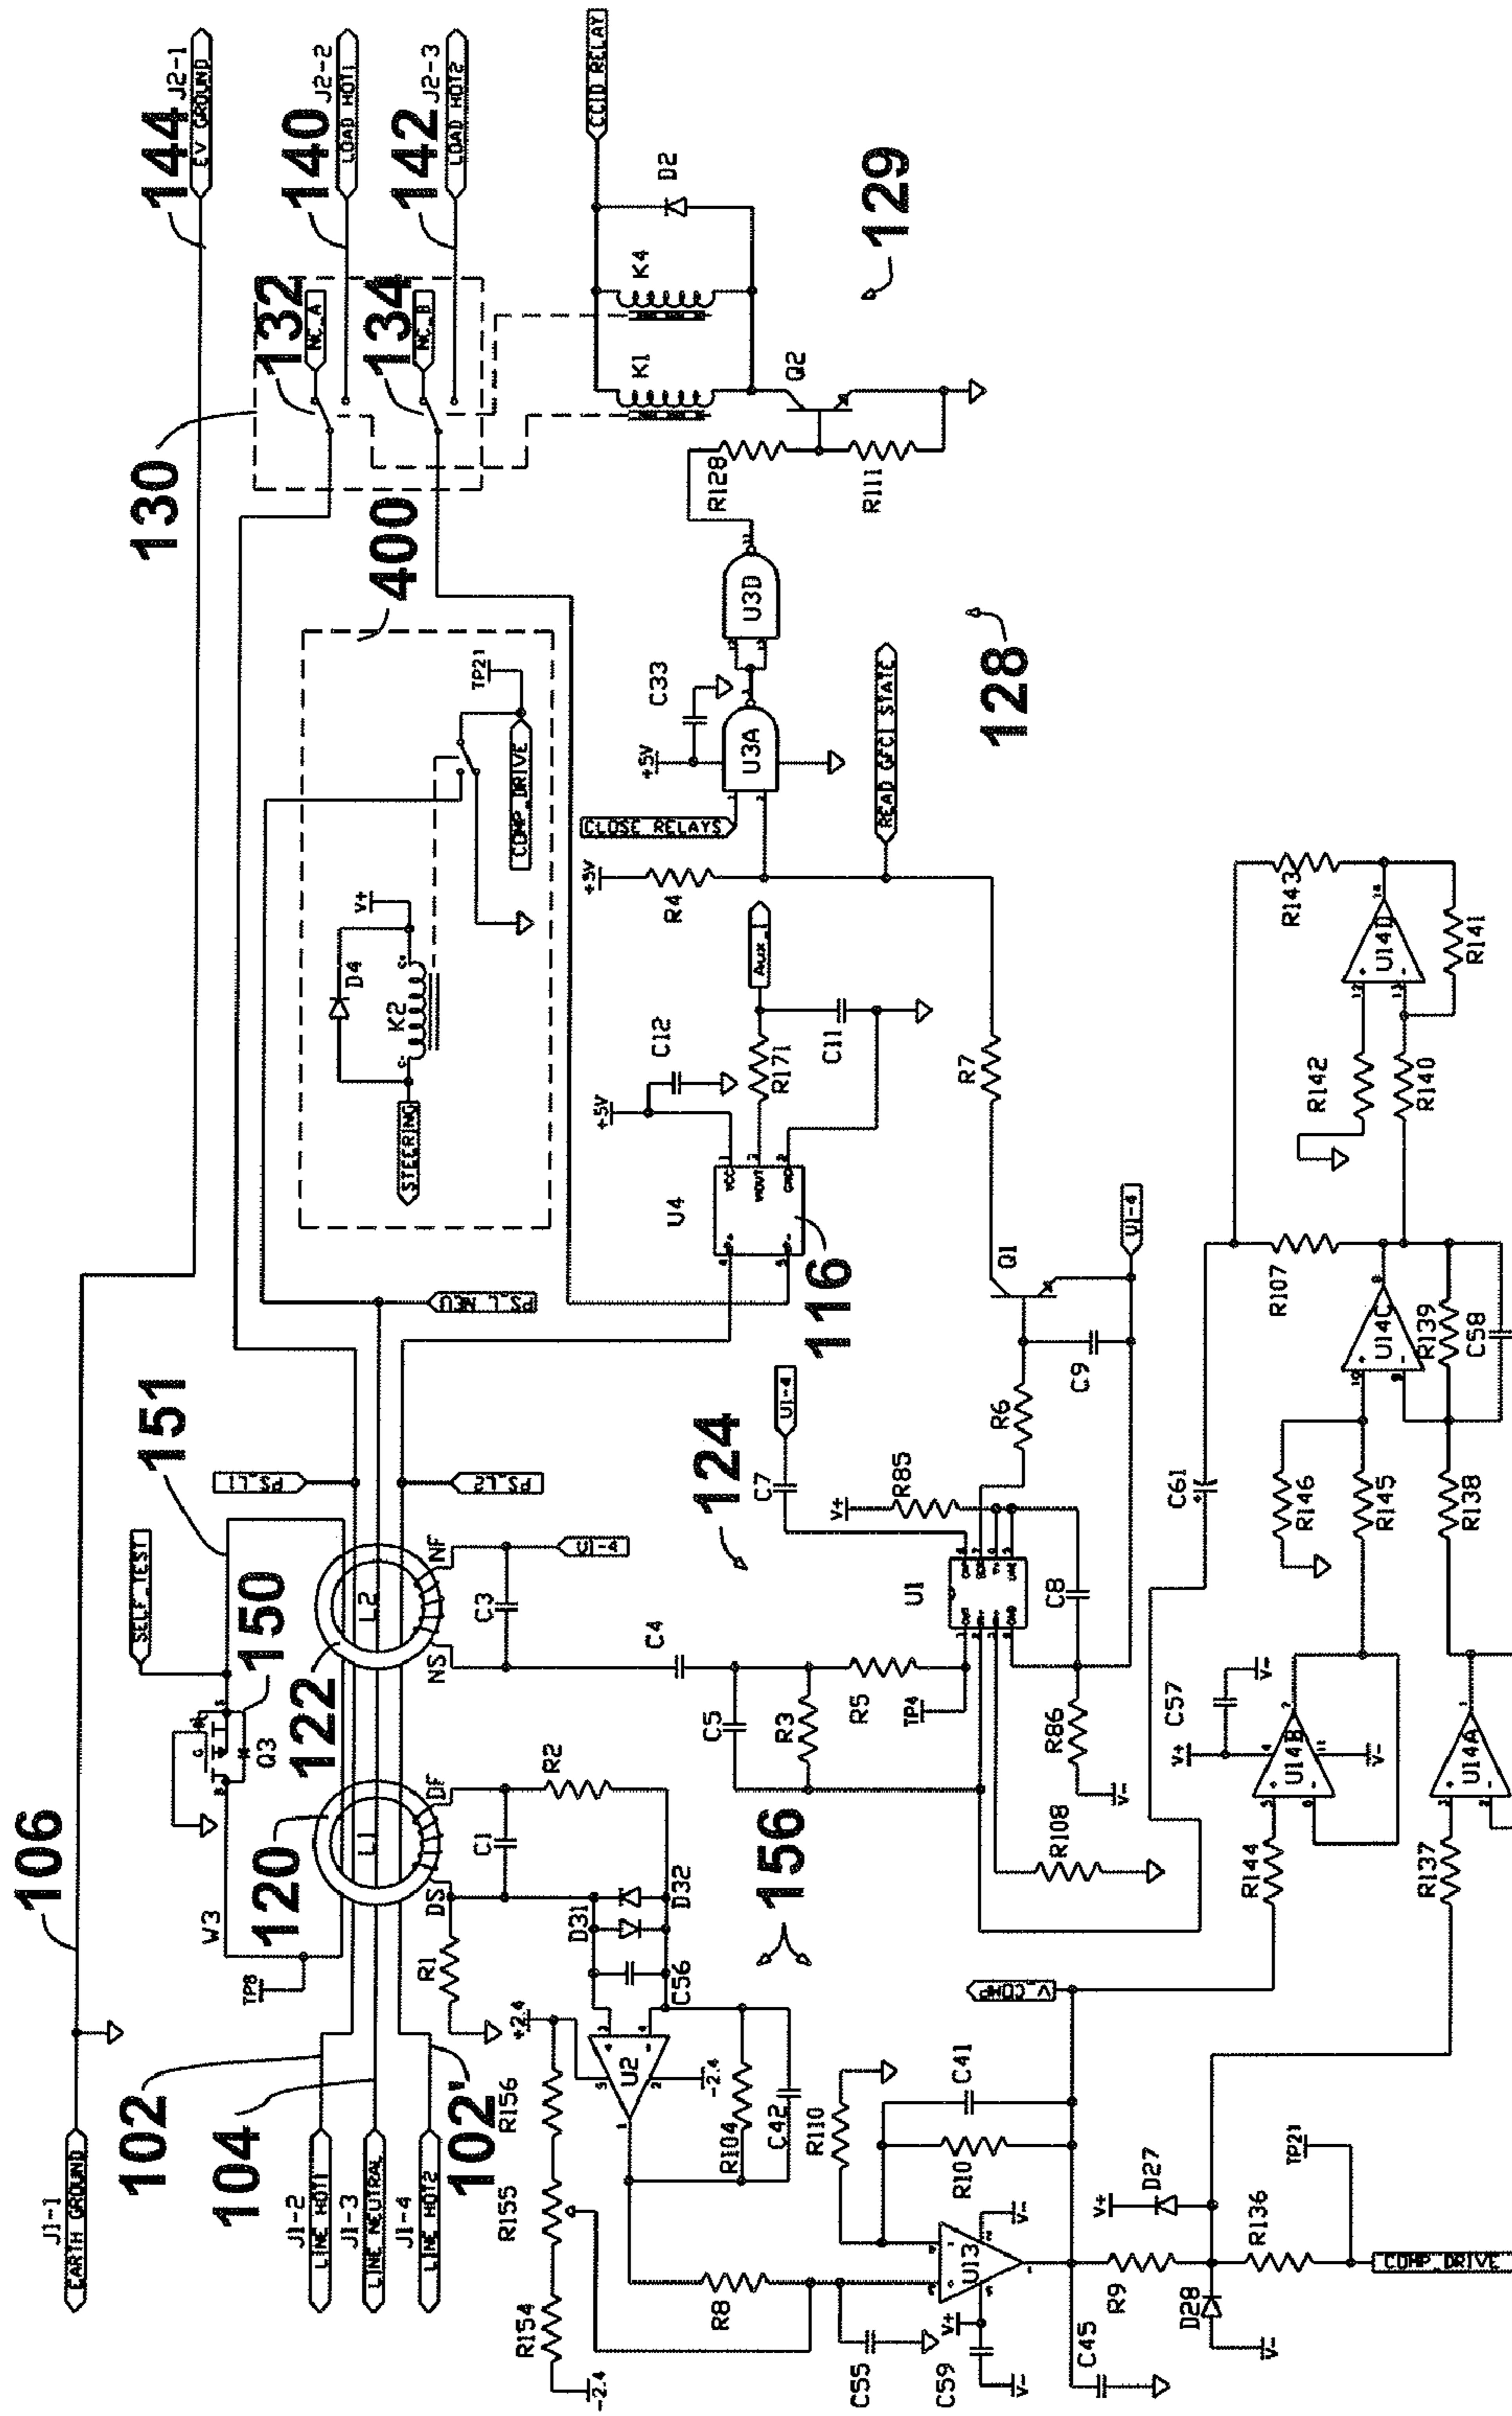 J1-1
EARTH GROUND
106
144
J2-1
EV GROUND
102
J1-2
LINE HOT1
104
J1-3
LINE NEUTRAL
102'
J1-4
LINE HOT2
TP8
W3
120
L1
DS
DF
SELF_TEST
150
Q3
G
151
122
L2
NS
NF
PS_L1
PS_L2
PS_L_NEU
130
132
NC_A
140
J2-2
LOAD HOT1
134
NC_B
142
J2-3
LOAD HOT2
400
STEERING
D4
K2
V+
TP21
COMP_DRIVE
CCID_RELAY
K1
K4
D2
129
Q2
R128
R111
U3D
U3A
+5V
C33
CLOSE RELAYS
READ GFCI STATE
128
+5V
R4
Aux_1
R171
C11
+5V
C12
U4
VCC
VIOUT
GND
116
R7
Q1
U1-4
R6
C9
124
U1-4
C7
V+
R85
U1
C8
R86
V-
R108
TP4
R5
R3
C5
C4
C3
U1-4
156
R1
C1
R2
D31
D32
C56
+2.4
U2
-2.4
R104
C42
R156
R155
R154
-2.4
R8
C55
R110
R10
C41
U13
V+
V-
C59
V-
C45
V_COMP
R9
D27
V+
D28
V-
R136
TP21
COMP_DRIVE
R144
U14B
V+
V-
C57
V-
R137
U14A
R146
R145
R138
C61
U14C
R139
C58
R107
R142
R140
U14D
R143
R141